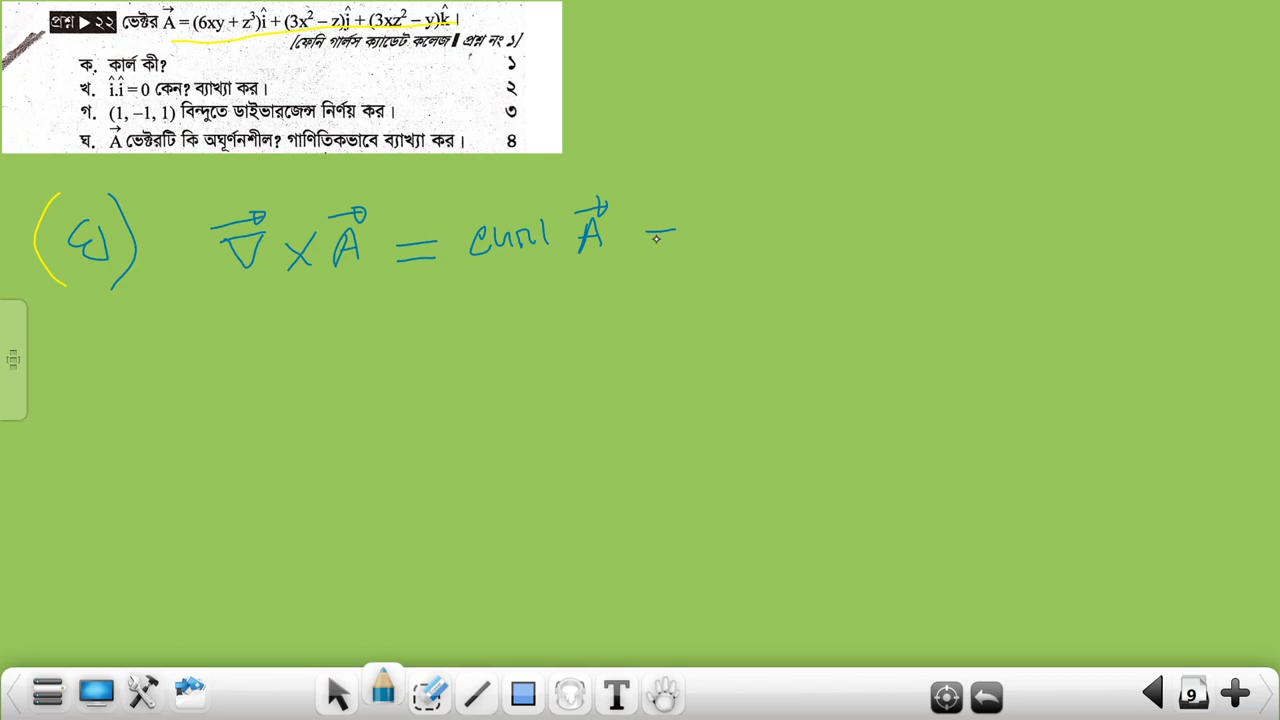 প্রশ্ন ▶ ২২ ভেক্টর A⃗ = (6xy + z³)î + (3x² − z)ĵ + (3xz² − y)k̂ ।
[ফেনি গার্লস ক্যাডেট কলেজ ❙ প্রশ্ন নং ১]
ক. কার্ল কী? ১
খ. î.î = 0 কেন? ব্যাখ্যা কর। ২
গ. (1, −1, 1) বিন্দুতে ডাইভারজেন্স নির্ণয় কর। ৩
ঘ. A⃗ ভেক্টরটি কি অঘূর্ণনশীল? গাণিতিকভাবে ব্যাখ্যা কর। ৪
(ঘ) ∇⃗ × A⃗ = curl A⃗ =
T 9